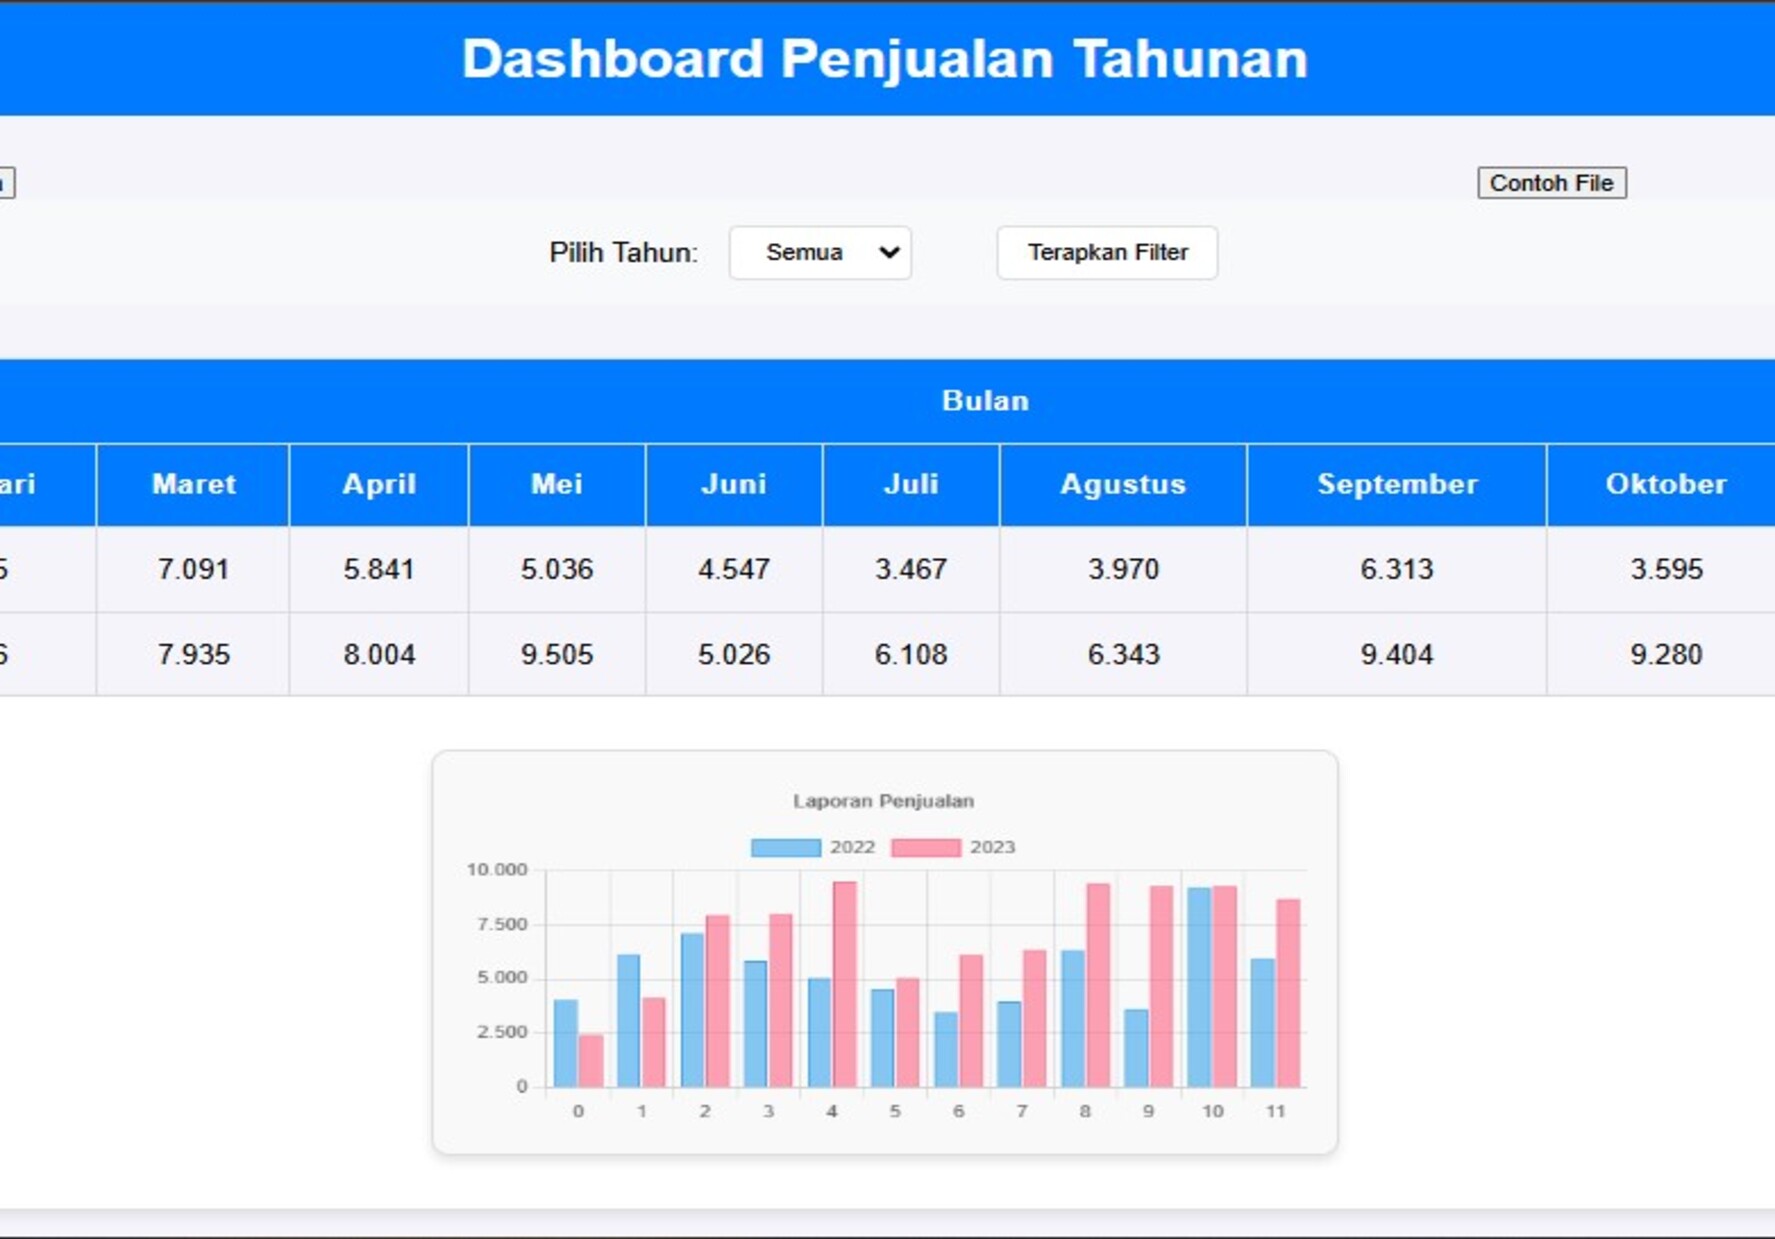 Dashboard Penjualan Tahunan
Contoh File
Pilih Tahun: Semua Terapkan Filter
Bulan
ari Maret April Mei Juni Juli Agustus September Oktober
5 7.091 5.841 5.036 4.547 3.467 3.970 6.313 3.595
6 7.935 8.004 9.505 5.026 6.108 6.343 9.404 9.280
Laporan Penjualan
2022 2023
10.000
7.500
5.000
2.500
0
0 1 2 3 4 5 6 7 8 9 10 11